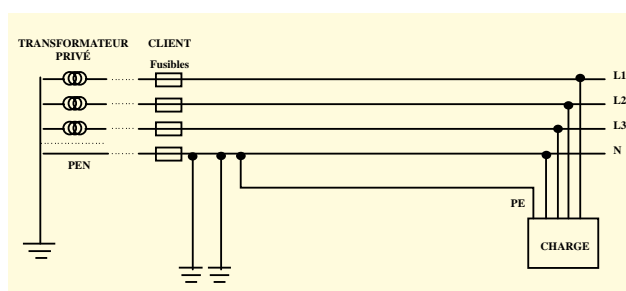 TRANSFORMATEUR
PRIVÉ
CLIENT
Fusibles
L1
L2
L3
N
PEN
PE
CHARGE